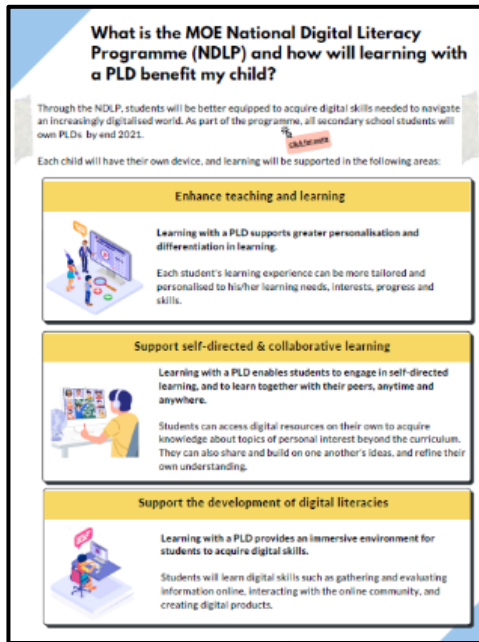 What is the MOE National Digital Literacy
Programme (NDLP) and how will learning with
a PLD benefit my child?
Through the NDLP, students will be better equipped to acquire digital skills needed to navigate
an increasingly digitalised world. As part of the programme, all secondary school students will
own PLDs by end 2021.
Each child will have their own device, and learning will be supported in the following areas:
Enhance teaching and learning
Learning with a PLD supports greater personalisation and
differentiation in learning.
Each student's learning experience can be more tailored and
personalised to his/her learning needs, interests, progress and
skills.
Support self-directed & collaborative learning
Learning with a PLD enables students to engage in self-directed
learning, and to learn together with their peers, anytime and
anywhere.
Students can access digital resources on their own to acquire
knowledge about topics of personal interest beyond the curriculum.
They can also share and build on one another's ideas, and refine their
own understanding.
Support the development of digital literacies
Learning with a PLD provides an immersive environment for
students to acquire digital skills.
Students will learn digital skills such as gathering and evaluating
information online, interacting with the online community, and
creating digital products.